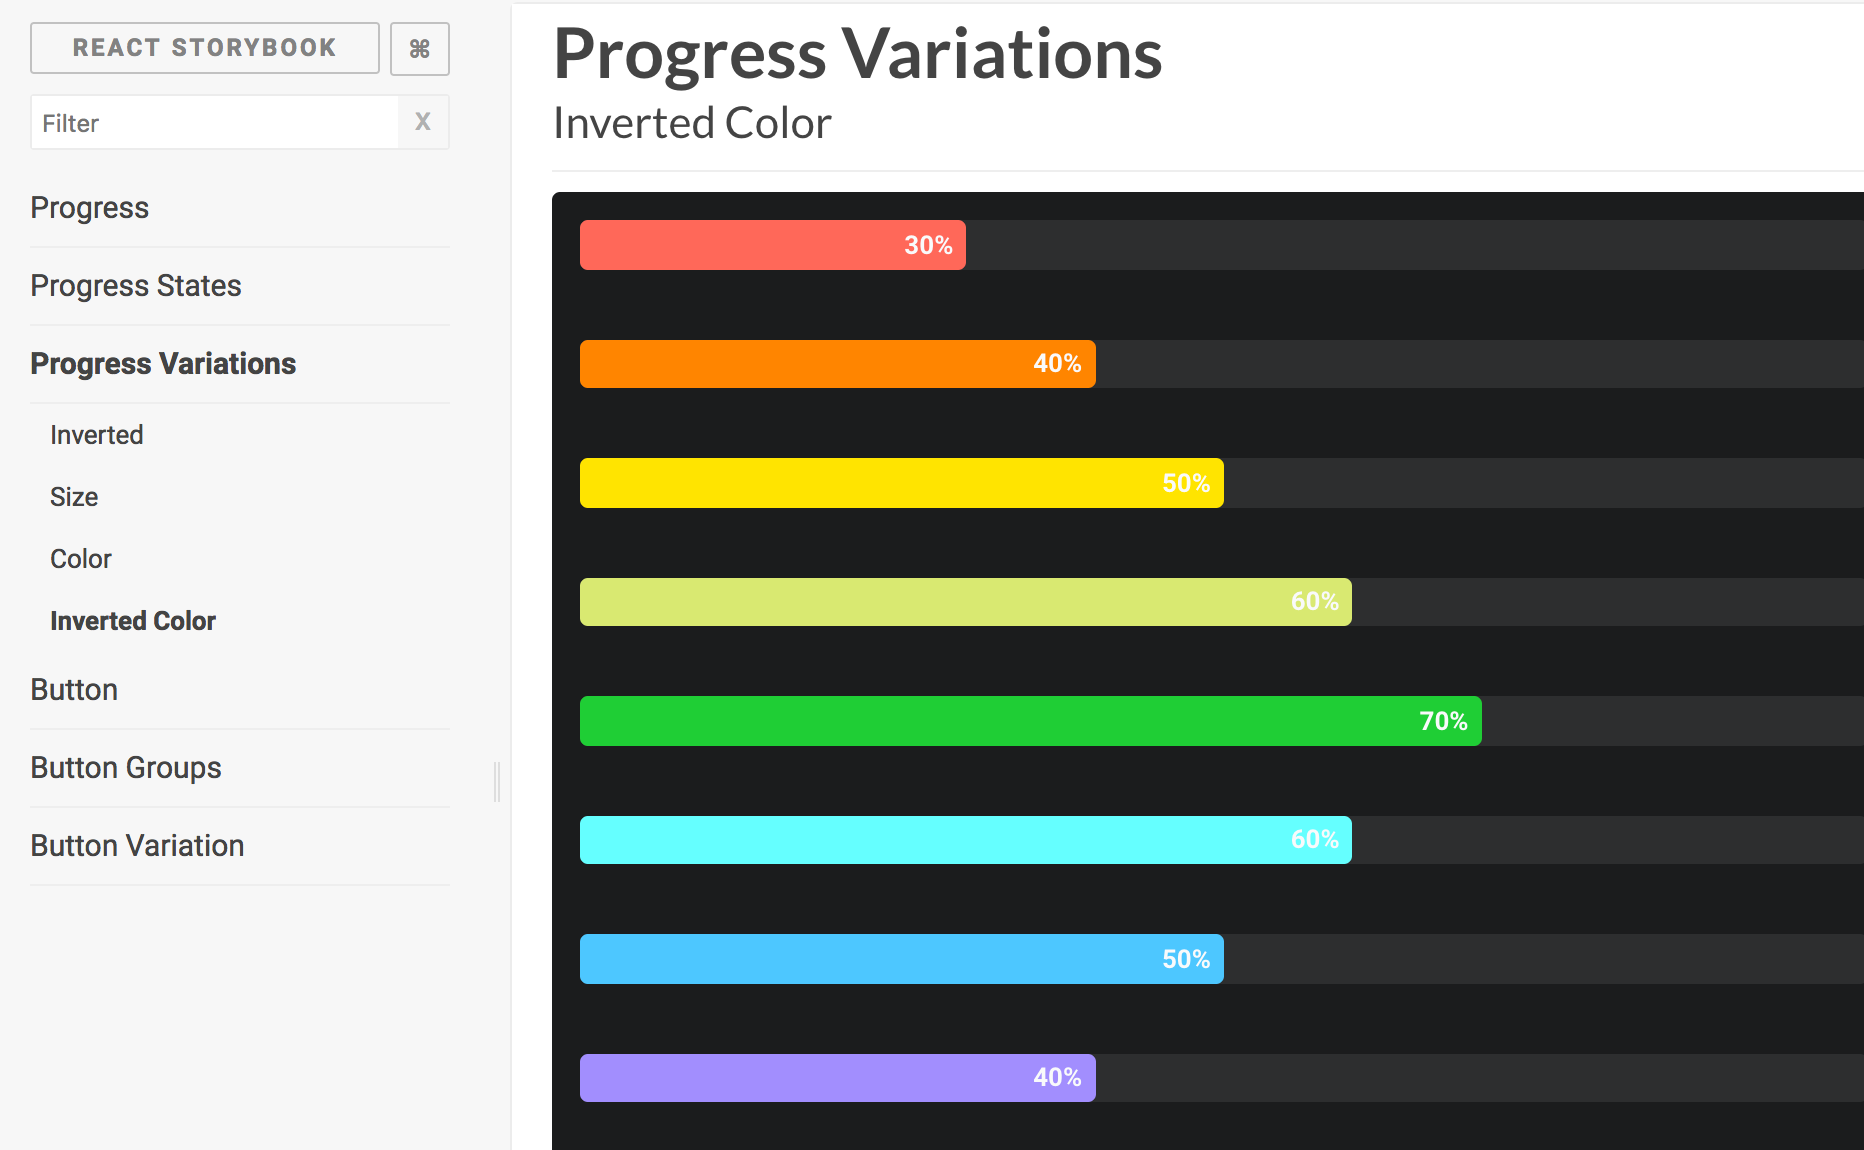 REACT STORYBOOK
⌘
Filter
X
Progress
Progress States
Progress Variations
Inverted
Size
Color
Inverted Color
Button
Button Groups
Button Variation
Progress Variations
Inverted Color
30%
40%
50%
60%
70%
60%
50%
40%